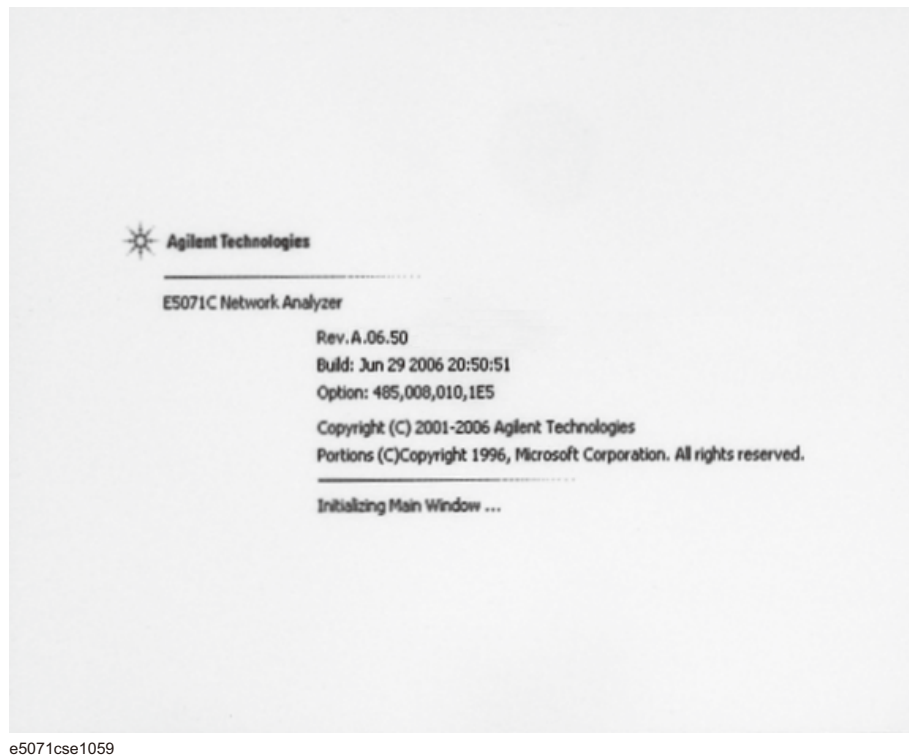 Agilent Technologies
E5071C Network Analyzer
Rev.A.06.50
Build: Jun 29 2006 20:50:51
Option: 485,008,010,1E5
Copyright (C) 2001-2006 Agilent Technologies
Portions (C)Copyright 1996, Microsoft Corporation. All rights reserved.
Initializing Main Window ...
e5071cse1059